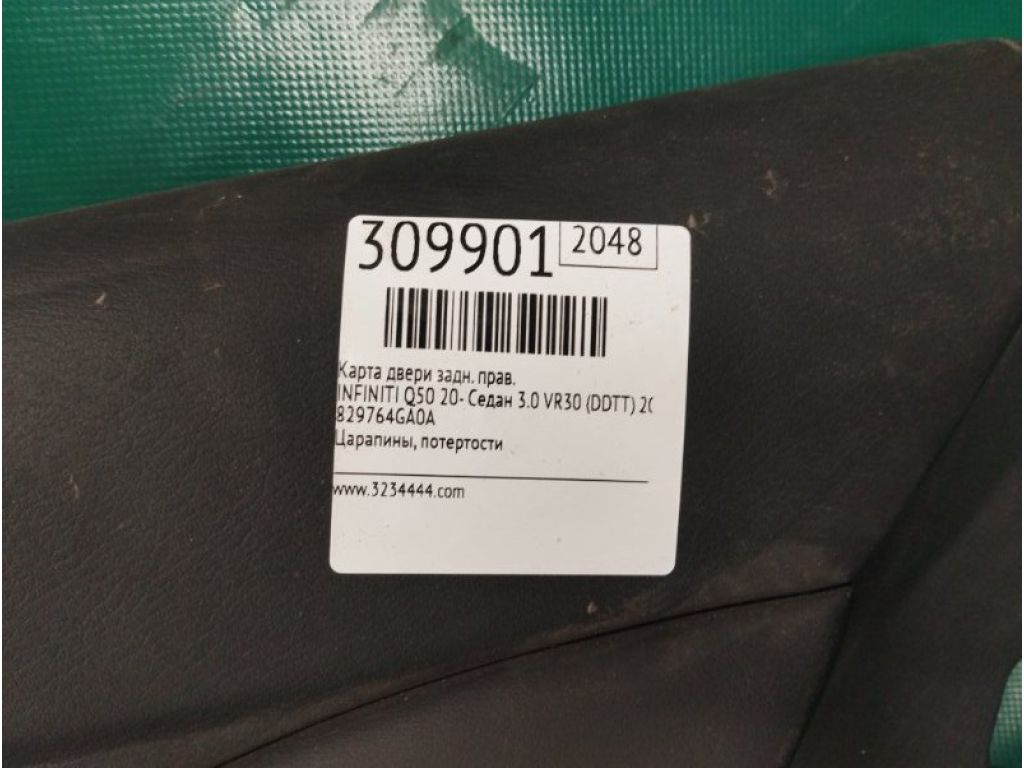 309901
2048
Карта двери задн. прав.
INFINITI Q50 20- Седан 3.0 VR30 (DDTT) 20
829764GA0A
Царапины, потертости
www.3234444.com